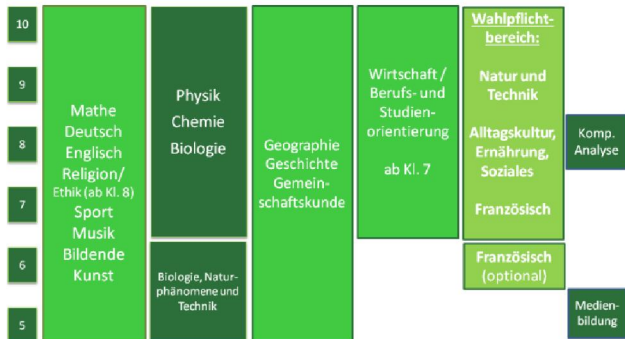 10
9
8
7
6
5
Mathe
Deutsch
Englisch
Religion/
Ethik (ab Kl. 8)
Sport
Musik
Bildende
Kunst
Physik
Chemie
Biologie
Biologie, Natur-
phänomene und
Technik
Geographie
Geschichte
Gemein-
schaftskunde
Wirtschaft /
Berufs- und
Studien-
orientierung
ab Kl. 7
Wahlpflicht-
bereich:
Natur und
Technik
Alltagskultur,
Ernährung,
Soziales
Französisch
Französisch
(optional)
Komp.
Analyse
Medien-
bildung